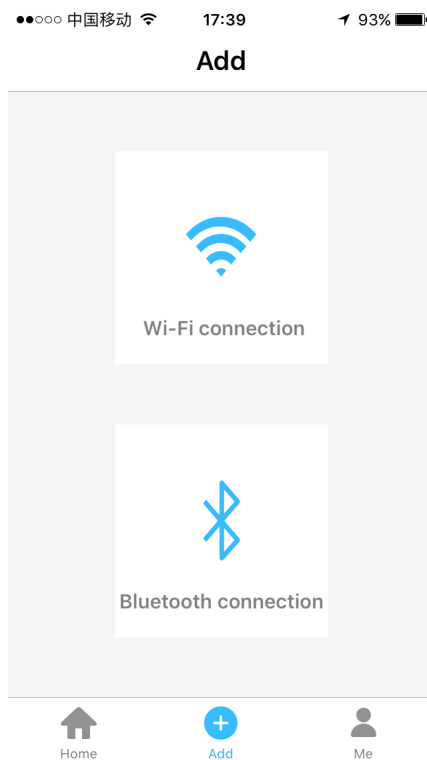 中国移动 17:39 93%
Add
Wi-Fi connection
Bluetooth connection
Home Add Me